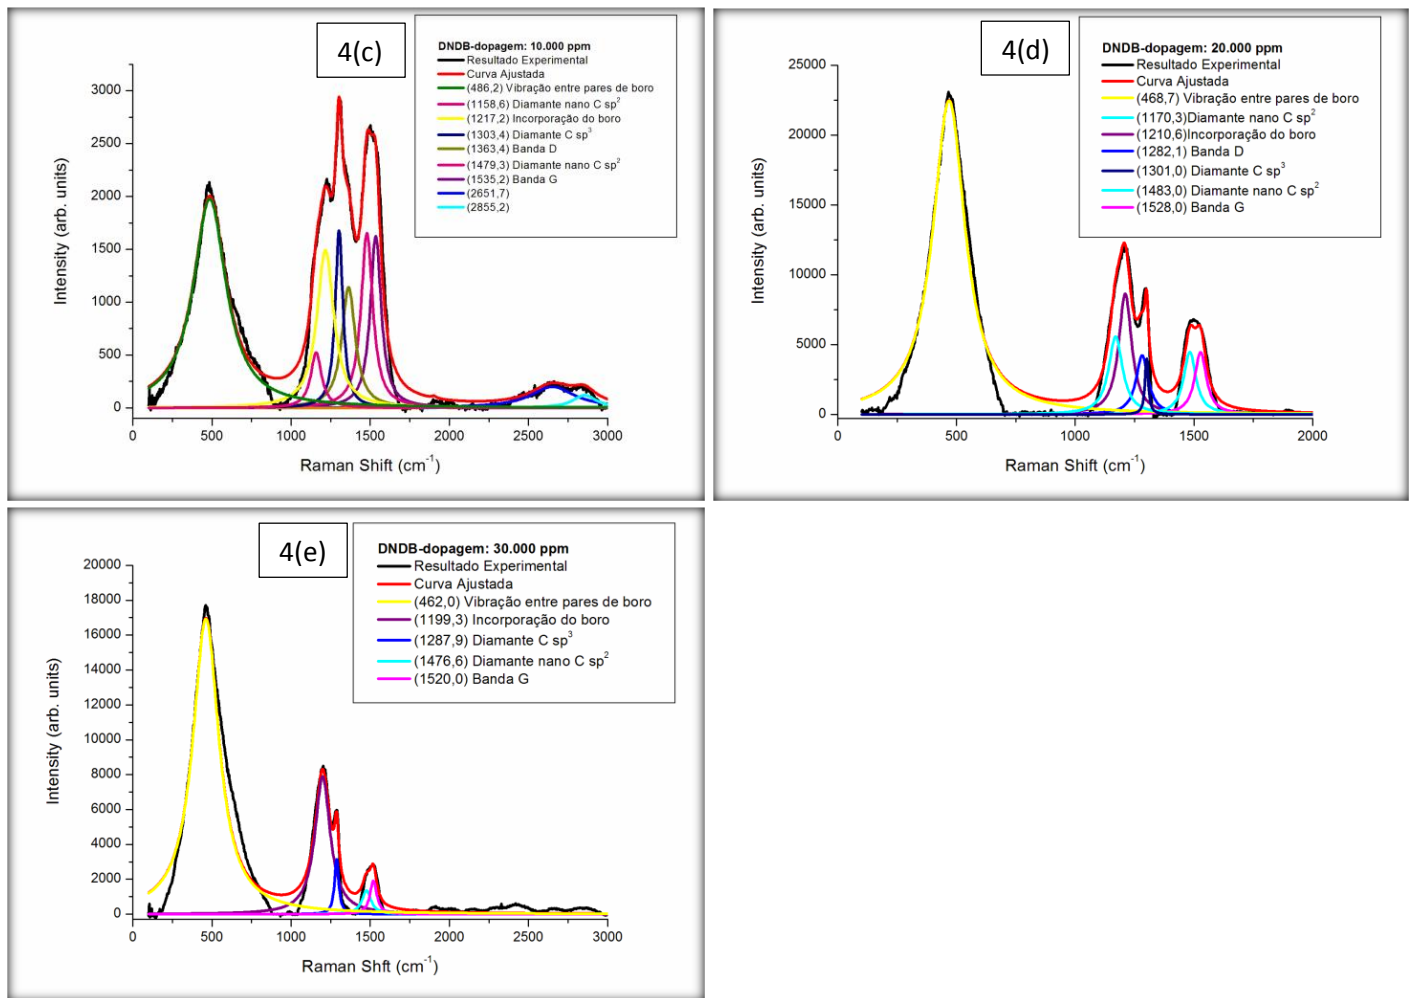 4(c)
DNDB-dopagem: 10.000 ppm
Resultado Experimental
Curva Ajustada
(486,2) Vibração entre pares de boro
(1158,6) Diamante nano C sp²
(1217,2) Incorporação do boro
(1303,4) Diamante C sp³
(1363,4) Banda D
(1479,3) Diamante nano C sp²
(1535,2) Banda G
(2651,7)
(2855,2)
Intensity (arb. units)
3000
2500
2000
1500
1000
500
0
0 500 1000 1500 2000 2500 3000
Raman Shift (cm⁻¹)
4(d)
DNDB-dopagem: 20.000 ppm
Resultado Experimental
Curva Ajustada
(468,7) Vibração entre pares de boro
(1170,3)Diamante nano C sp²
(1210,6)Incorporação do boro
(1282,1) Banda D
(1301,0) Diamante C sp³
(1483,0) Diamante nano C sp²
(1528,0) Banda G
Intensity (arb. units)
25000
20000
15000
10000
5000
0
0 500 1000 1500 2000
Raman Shift (cm⁻¹)
4(e)
DNDB-dopagem: 30.000 ppm
Resultado Experimental
Curva Ajustada
(462,0) Vibração entre pares de boro
(1199,3) Incorporação do boro
(1287,9) Diamante C sp³
(1476,6) Diamante nano C sp²
(1520,0) Banda G
Intensity (arb. units)
20000
18000
16000
14000
12000
10000
8000
6000
4000
2000
0
0 500 1000 1500 2000 2500 3000
Raman Shft (cm⁻¹)